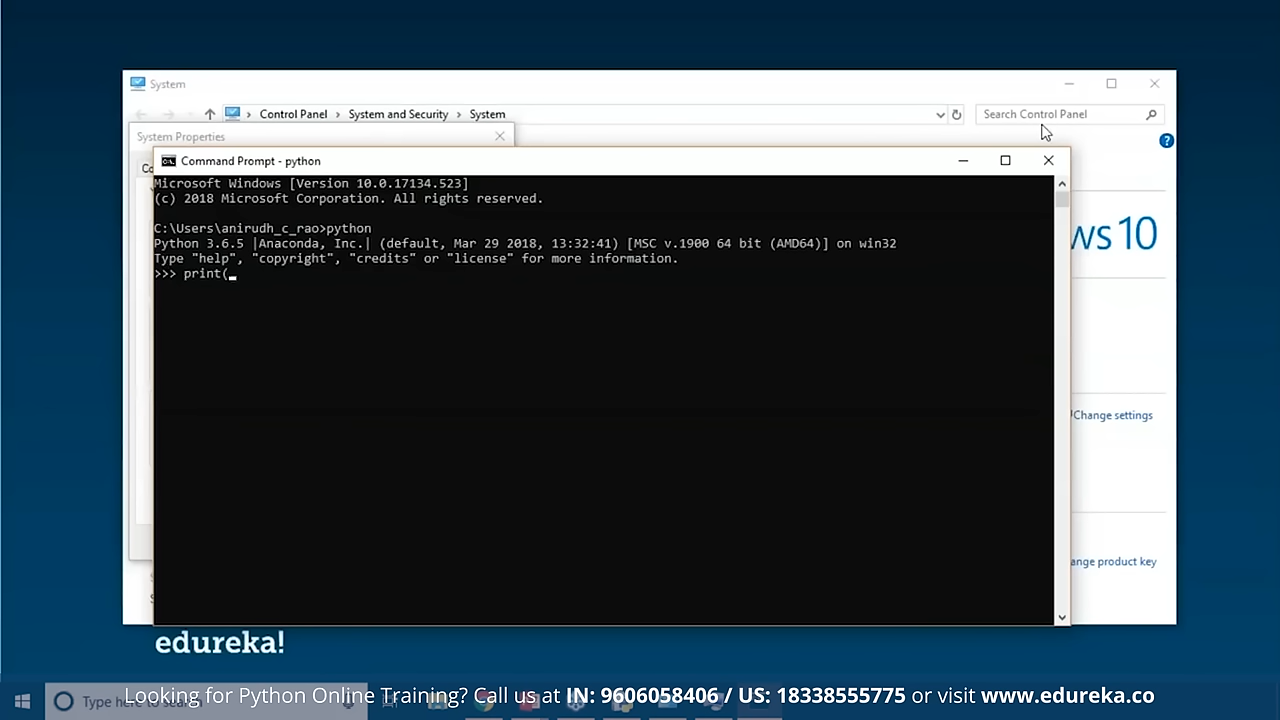 System
Control Panel > System and Security > System
Search Control Panel
System Properties
Command Prompt - python
Microsoft Windows [Version 10.0.17134.523]
(c) 2018 Microsoft Corporation. All rights reserved.
C:\Users\anirudh_c_rao>python
Python 3.6.5 |Anaconda, Inc.| (default, Mar 29 2018, 13:32:41) [MSC v.1900 64 bit (AMD64)] on win32
Type "help", "copyright", "credits" or "license" for more information.
>>> print(
ws 10
Change settings
ange product key
edureka!
Type here to search
Looking for Python Online Training? Call us at IN: 9606058406 / US: 18338555775 or visit www.edureka.co